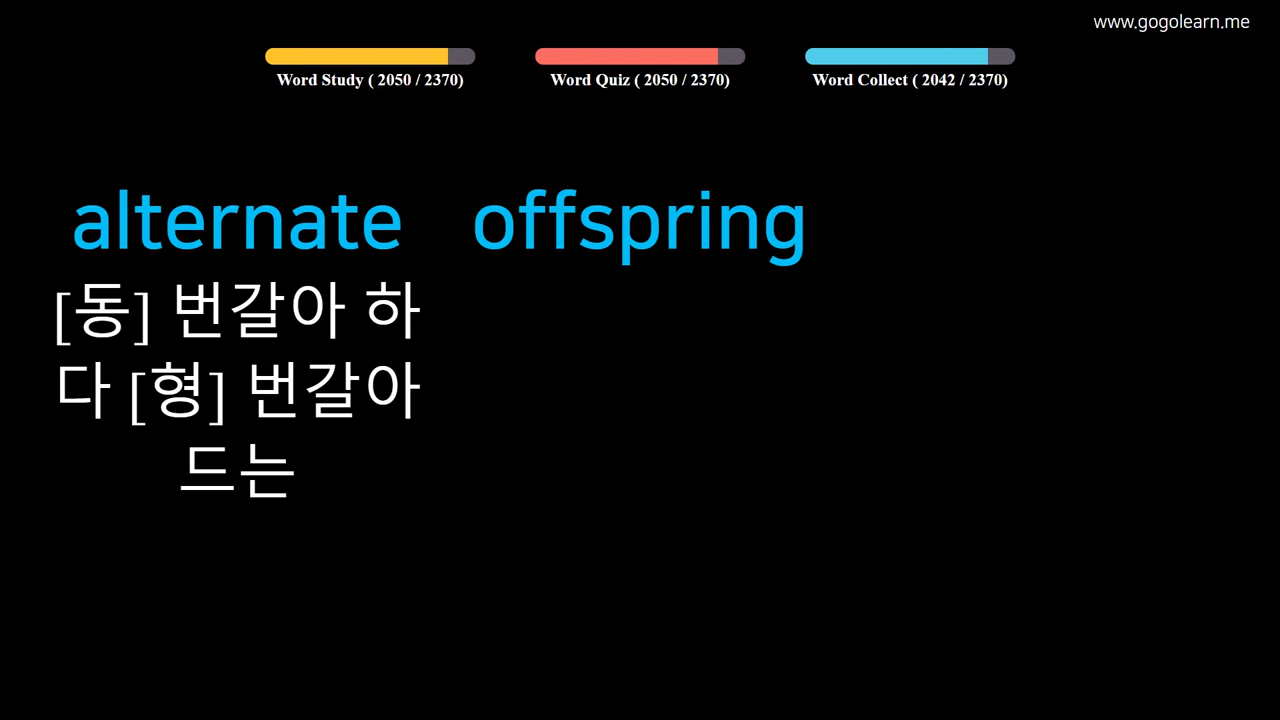 www.gogolearn.me
Word Study ( 2050 / 2370)
Word Quiz ( 2050 / 2370)
Word Collect ( 2042 / 2370)
alternate
[동] 번갈아 하
다 [형] 번갈아
드는
offspring